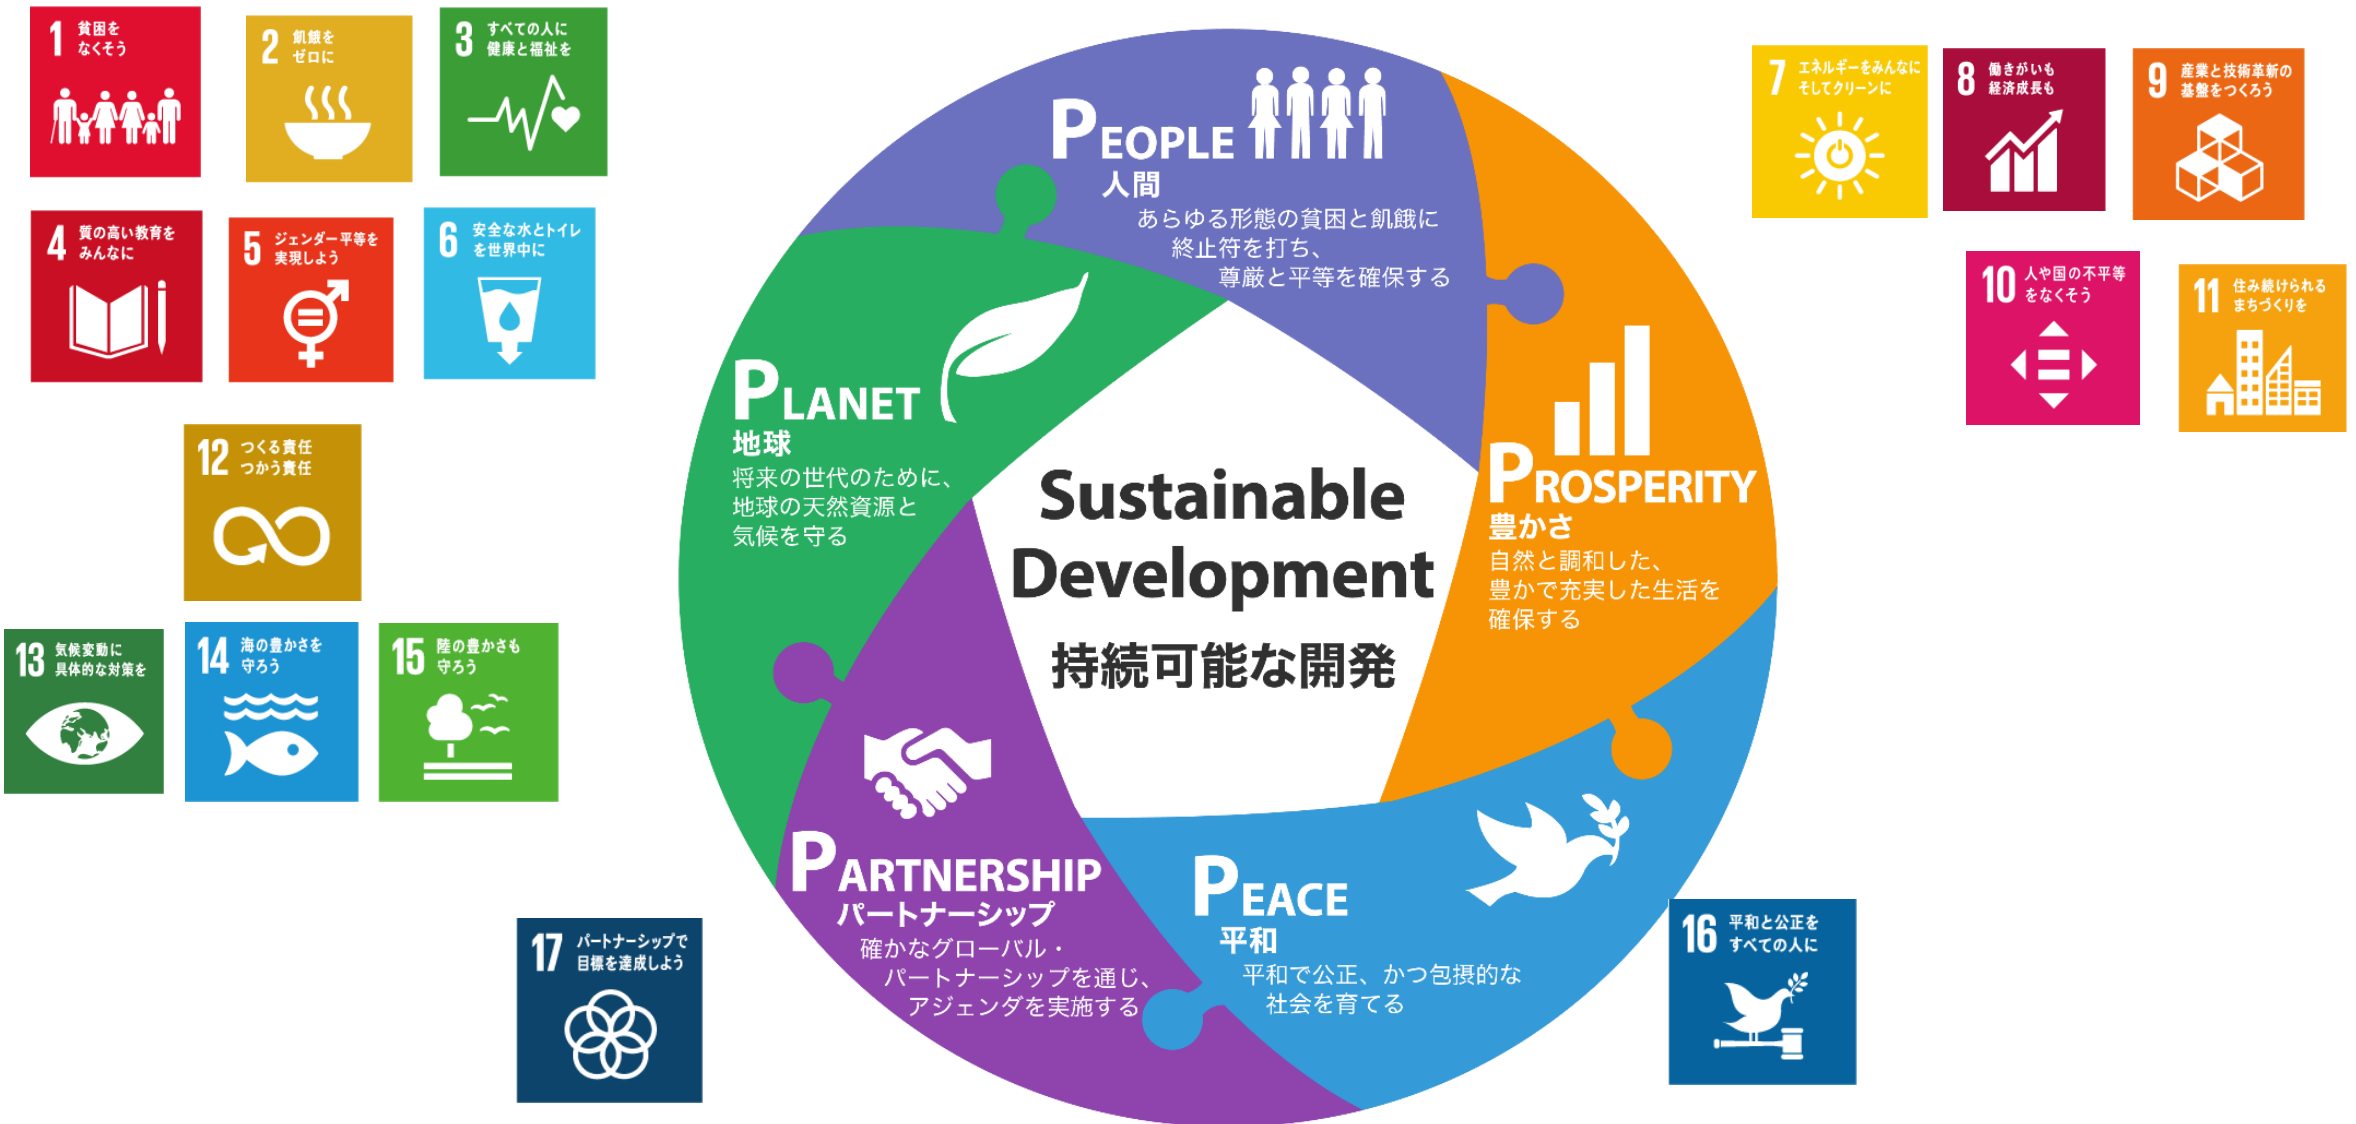 1 貧困を
なくそう
2 飢餓を
ゼロに
3 すべての人に
健康と福祉を
4 質の高い教育を
みんなに
5 ジェンダー平等を
実現しよう
6 安全な水とトイレ
を世界中に
12 つくる責任
つかう責任
13 気候変動に
具体的な対策を
14 海の豊かさを
守ろう
15 陸の豊かさも
守ろう
17 パートナーシップで
目標を達成しよう
PEOPLE
人間
あらゆる形態の貧困と飢餓に
終止符を打ち、
尊厳と平等を確保する
PLANET
地球
将来の世代のために、
地球の天然資源と
気候を守る
Sustainable
Development
持続可能な開発
PROSPERITY
豊かさ
自然と調和した、
豊かで充実した生活を
確保する
PARTNERSHIP
パートナーシップ
確かなグローバル・
パートナーシップを通じ、
アジェンダを実施する
PEACE
平和
平和で公正、かつ包摂的な
社会を育てる
7 エネルギーをみんなに
そしてクリーンに
8 働きがいも
経済成長も
9 産業と技術革新の
基盤をつくろう
10 人や国の不平等
をなくそう
11 住み続けられる
まちづくりを
16 平和と公正を
すべての人に